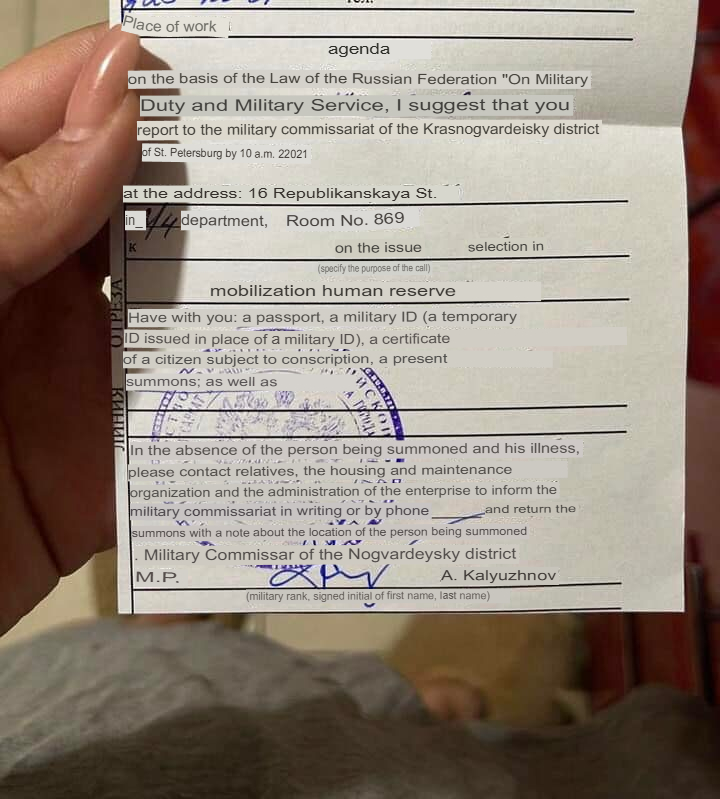 Place of work
agenda
on the basis of the Law of the Russian Federation "On Military
Duty and Military Service, I suggest that you
report to the military commissariat of the Krasnogvardeisky district
of St. Petersburg by 10 a.m. 22021
at the address: 16 Republikanskaya St.
in_ 1/4 department, Room No. 869
к on the issue selection in
(specify the purpose of the call)
mobilization human reserve
Have with you: a passport, a military ID (a temporary
ID issued in place of a military ID), a certificate
of a citizen subject to conscription, a present
summons; as well as
In the absence of the person being summoned and his illness,
please contact relatives, the housing and maintenance
organization and the administration of the enterprise to inform the
military commissariat in writing or by phone and return the
summons with a note about the location of the person being summoned
. Military Commissar of the Nogvardeysky district
M.P. A. Kalyuzhnov
(military rank, signed initial of first name, last name)
ЛИНИЯ ОТРЕЗА